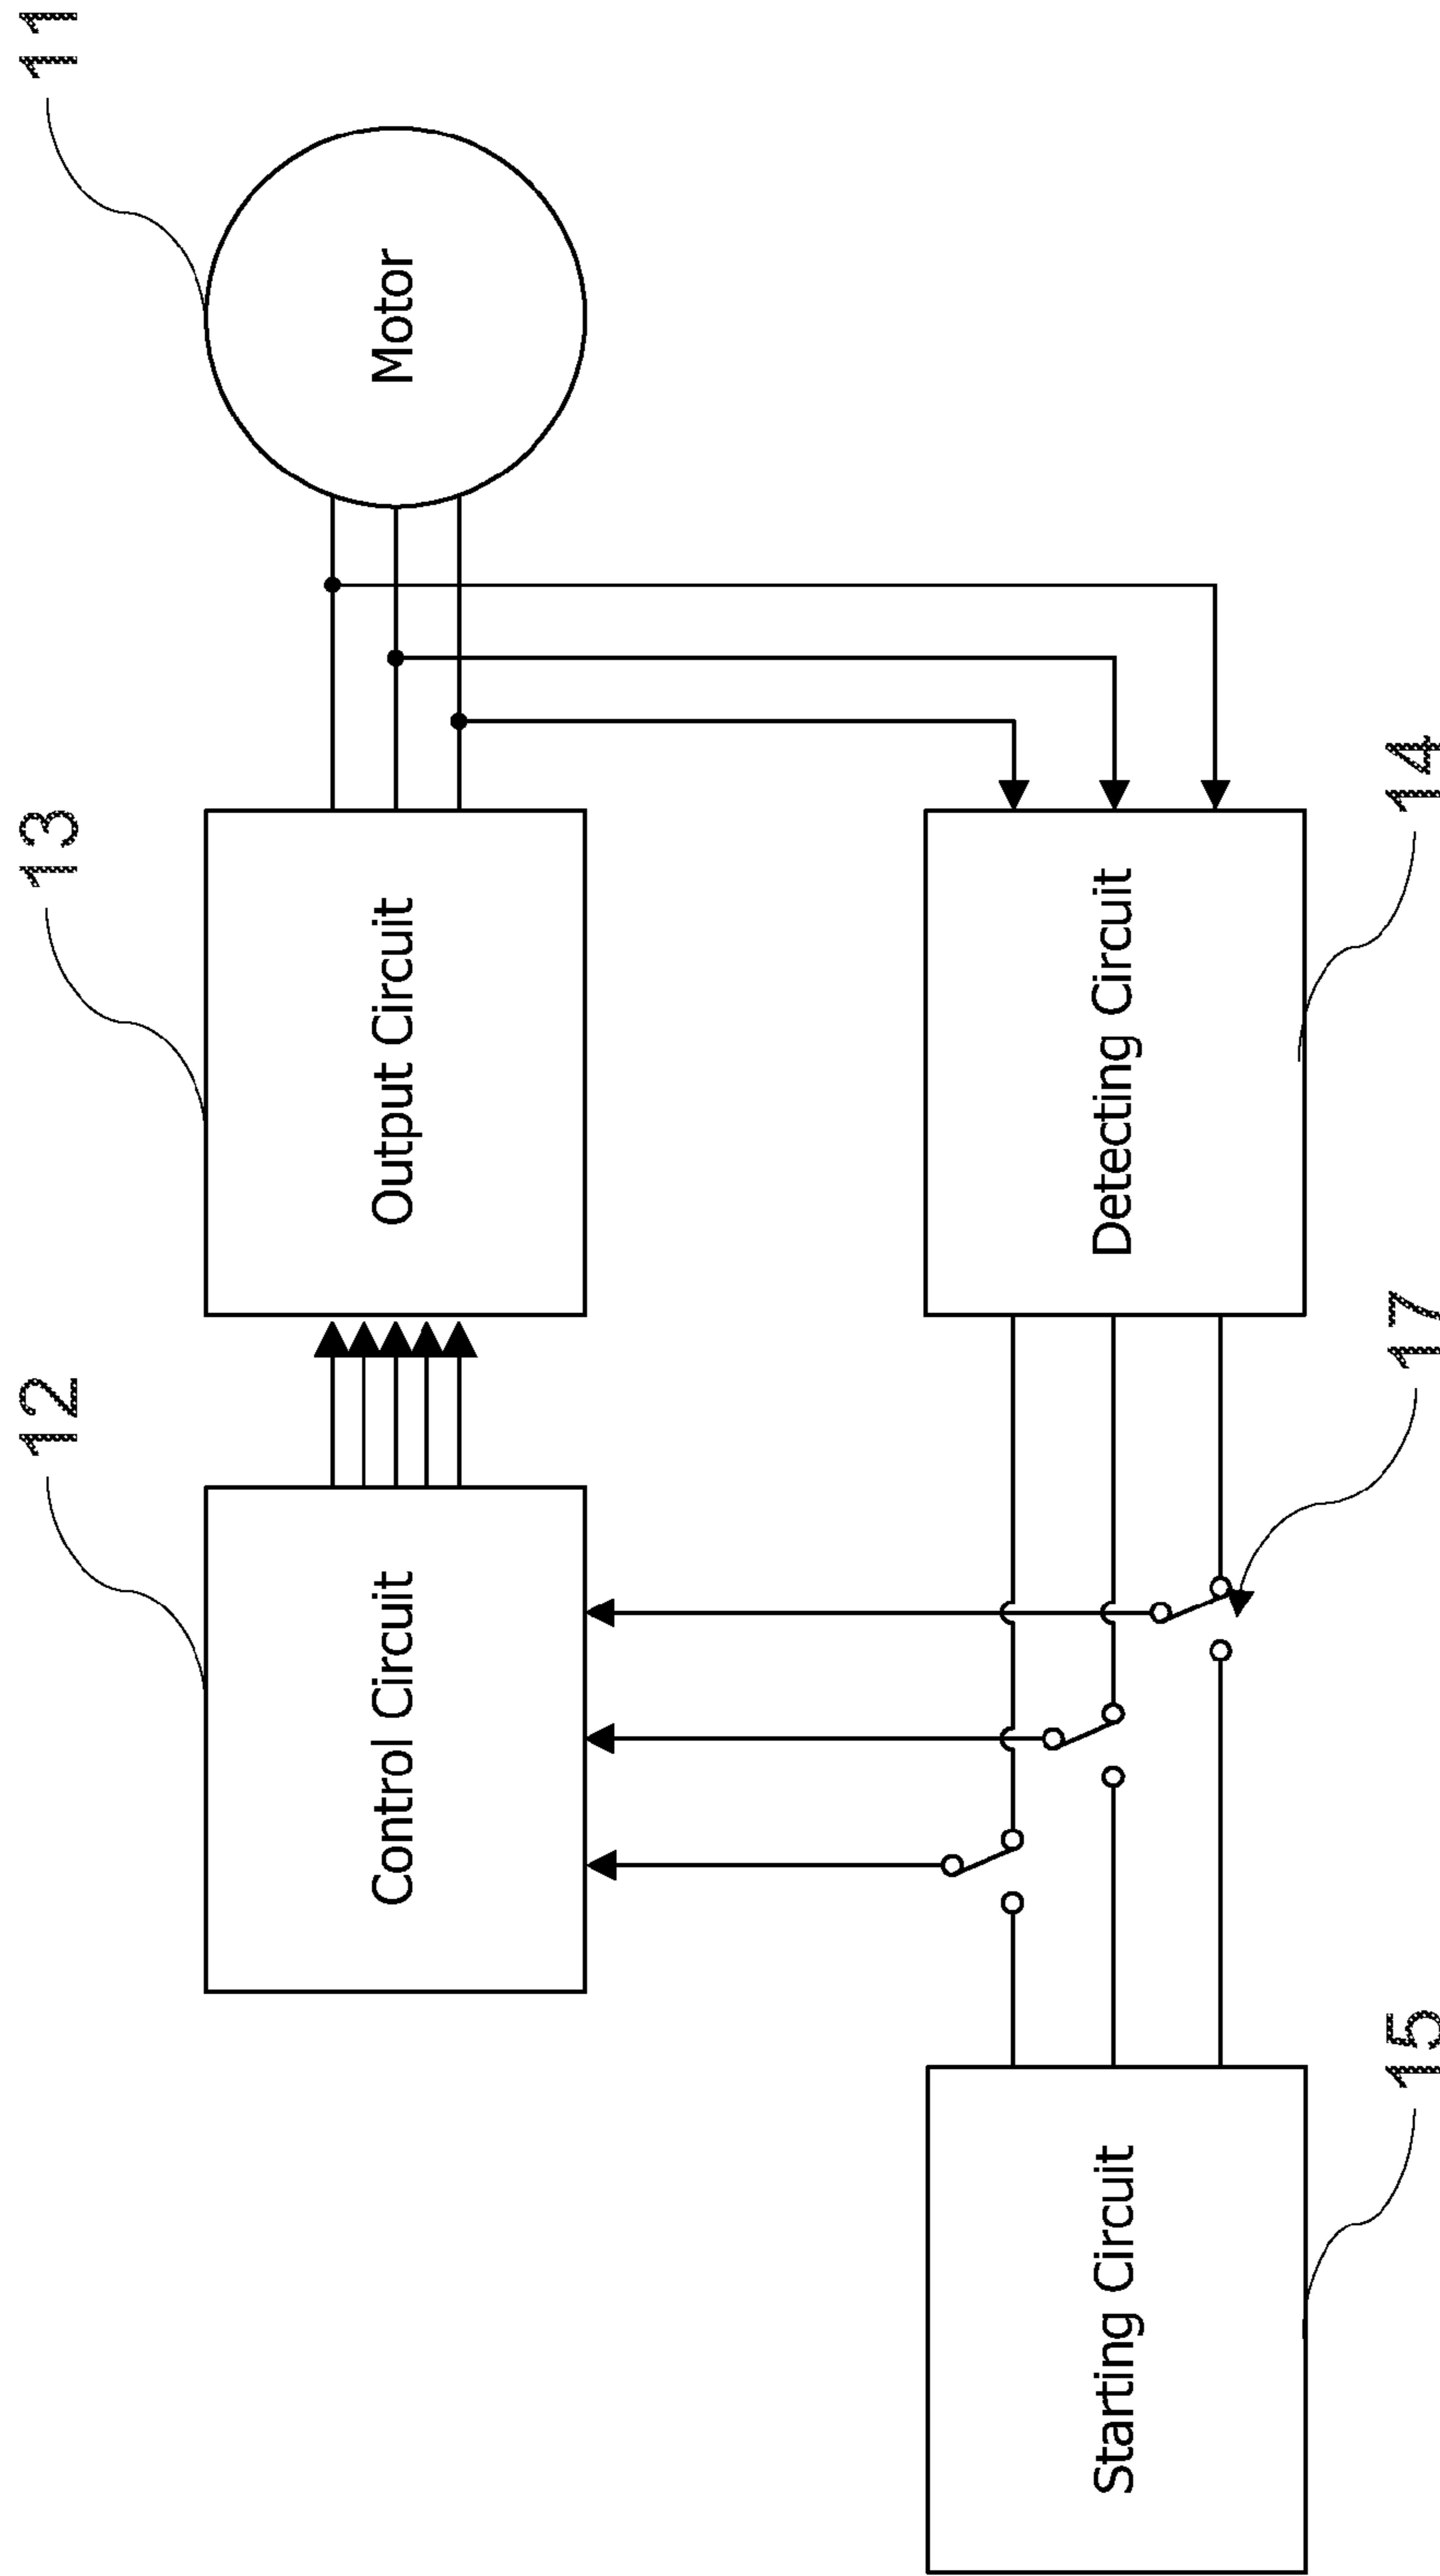 11
Motor
13
Output Circuit
12
Control Circuit
14
Detecting Circuit
17
15
Starting Circuit